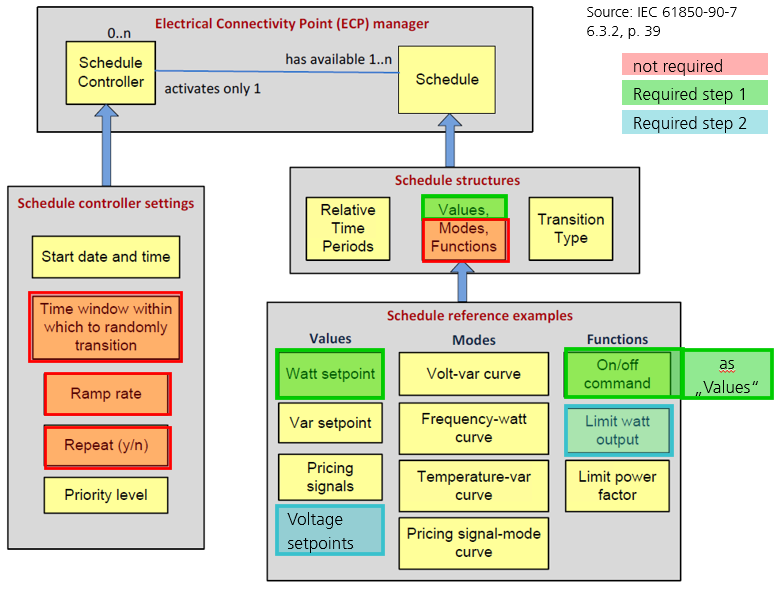 Electrical Connectivity Point (ECP) manager
Source: IEC 61850-90-7
6.3.2, p. 39
0..n
Schedule
Controller
has available 1..n
activates only 1
Schedule
not required
Required step 1
Required step 2
Schedule controller settings
Start date and time
Time window within
which to randomly
transition
Ramp rate
Repeat (y/n)
Priority level
Schedule structures
Relative
Time
Periods
Values,
Modes,
Functions
Transition
Type
Schedule reference examples
Values
Modes
Functions
Watt setpoint
Var setpoint
Pricing
signals
Voltage
setpoints
Volt-var curve
Frequency-watt
curve
Temperature-var
curve
Pricing signal-mode
curve
On/off
command
as
„Values“
Limit watt
output
Limit power
factor